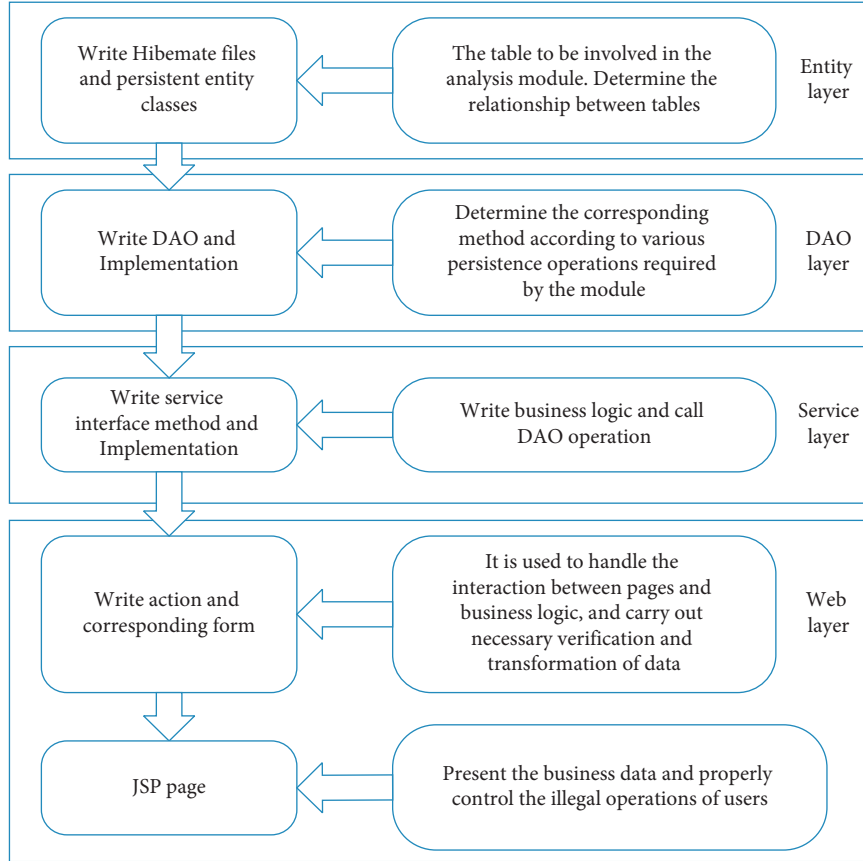 Write Hibemate files
and persistent entity
classes
The table to be involved in the
analysis module. Determine the
relationship between tables
Entity
layer
Write DAO and
Implementation
Determine the corresponding
method according to various
persistence operations required
by the module
DAO
layer
Write service
interface method and
Implementation
Write business logic and call
DAO operation
Service
layer
Write action and
corresponding form
It is used to handle the
interaction between pages and
business logic, and carry out
necessary verification and
transformation of data
Web
layer
JSP page
Present the business data and properly
control the illegal operations of users